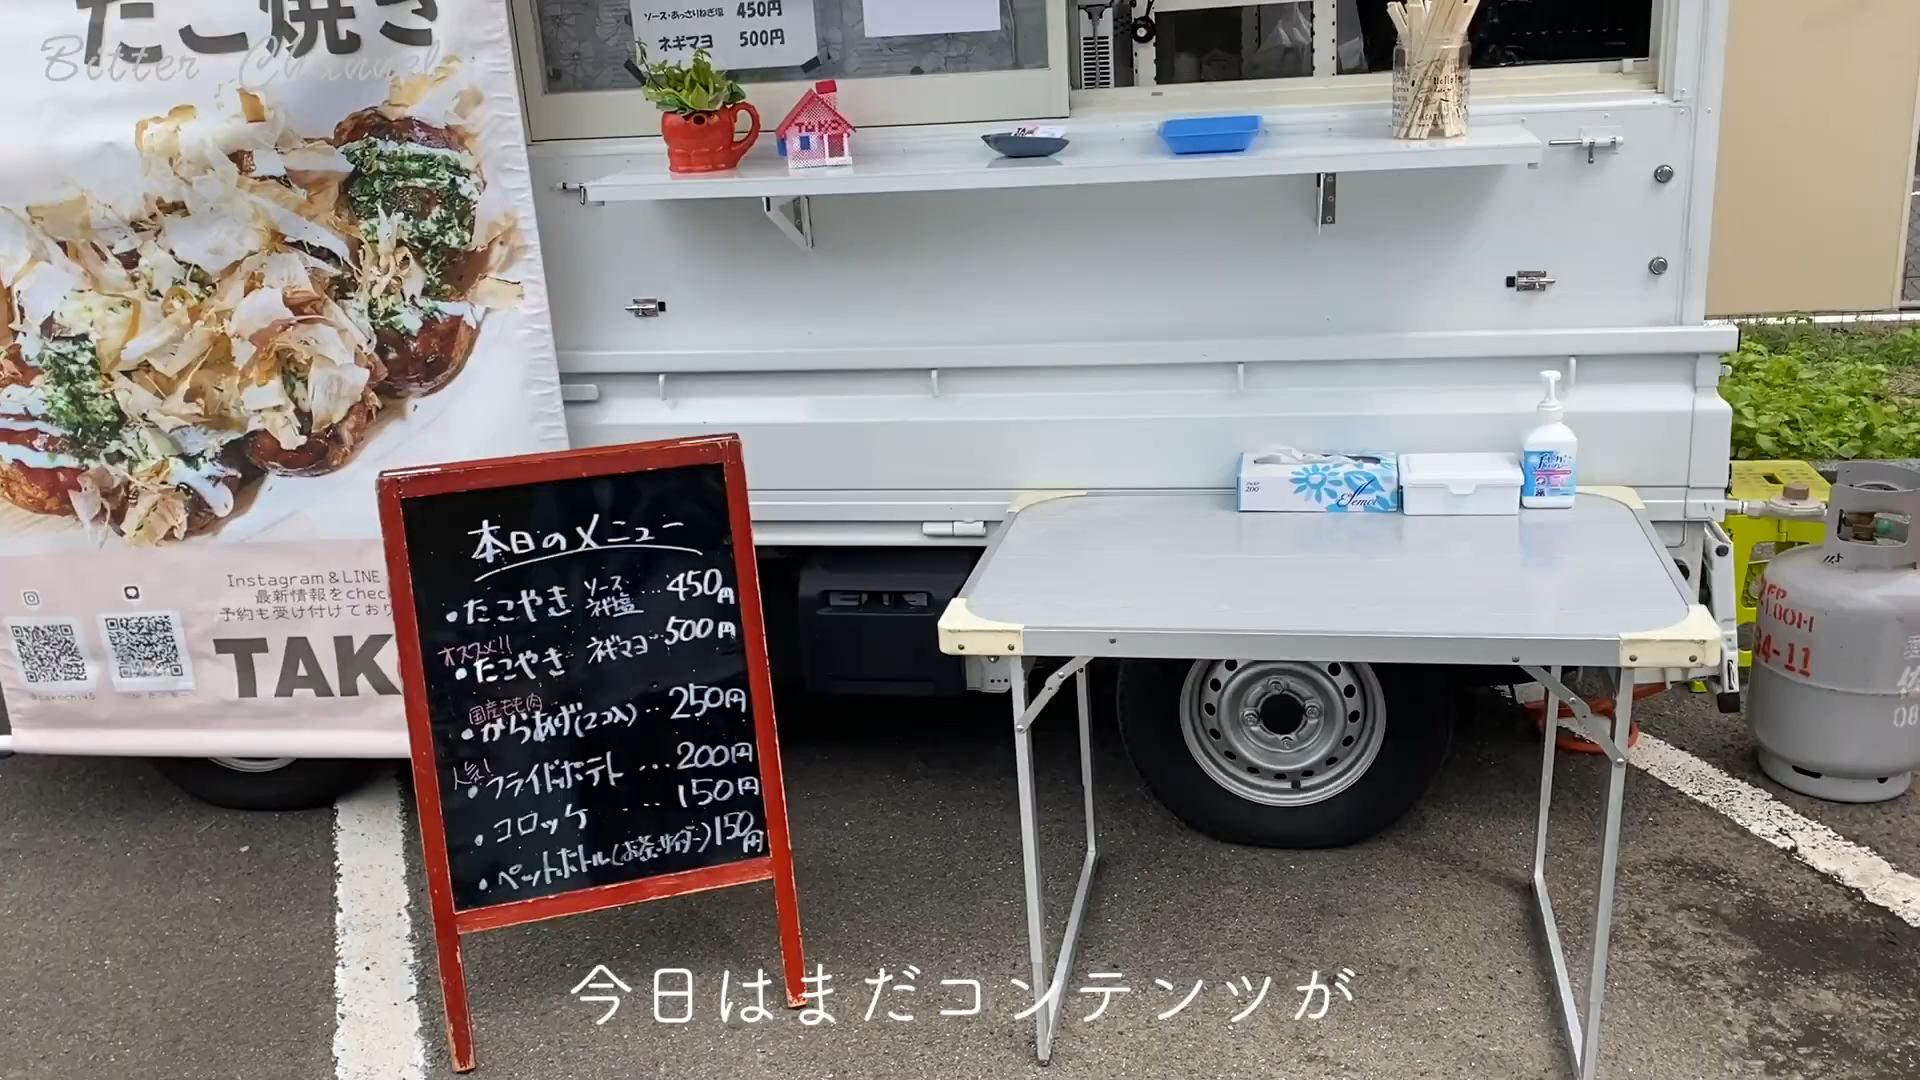 たこ焼き
Bitter Channel
ソース・あっさりねぎ塩 450円
ネギマヨ 500円
TAKO
本日のメニュー
・たこやき ソース ネギ塩 …450円
オススメ!!
・たこやき ネギマヨ…500円
国産もも肉
・からあげ(2コ入)…250円
人気!
・フライドポテト …200円
・コロッケ …150円
・ペットボトル(お茶・サイダー)150円
Instagram&LINE
最新情報をchec
予約も受け付けており
TAK
200
Ellemoi
34-11
今日はまだコンテンツが